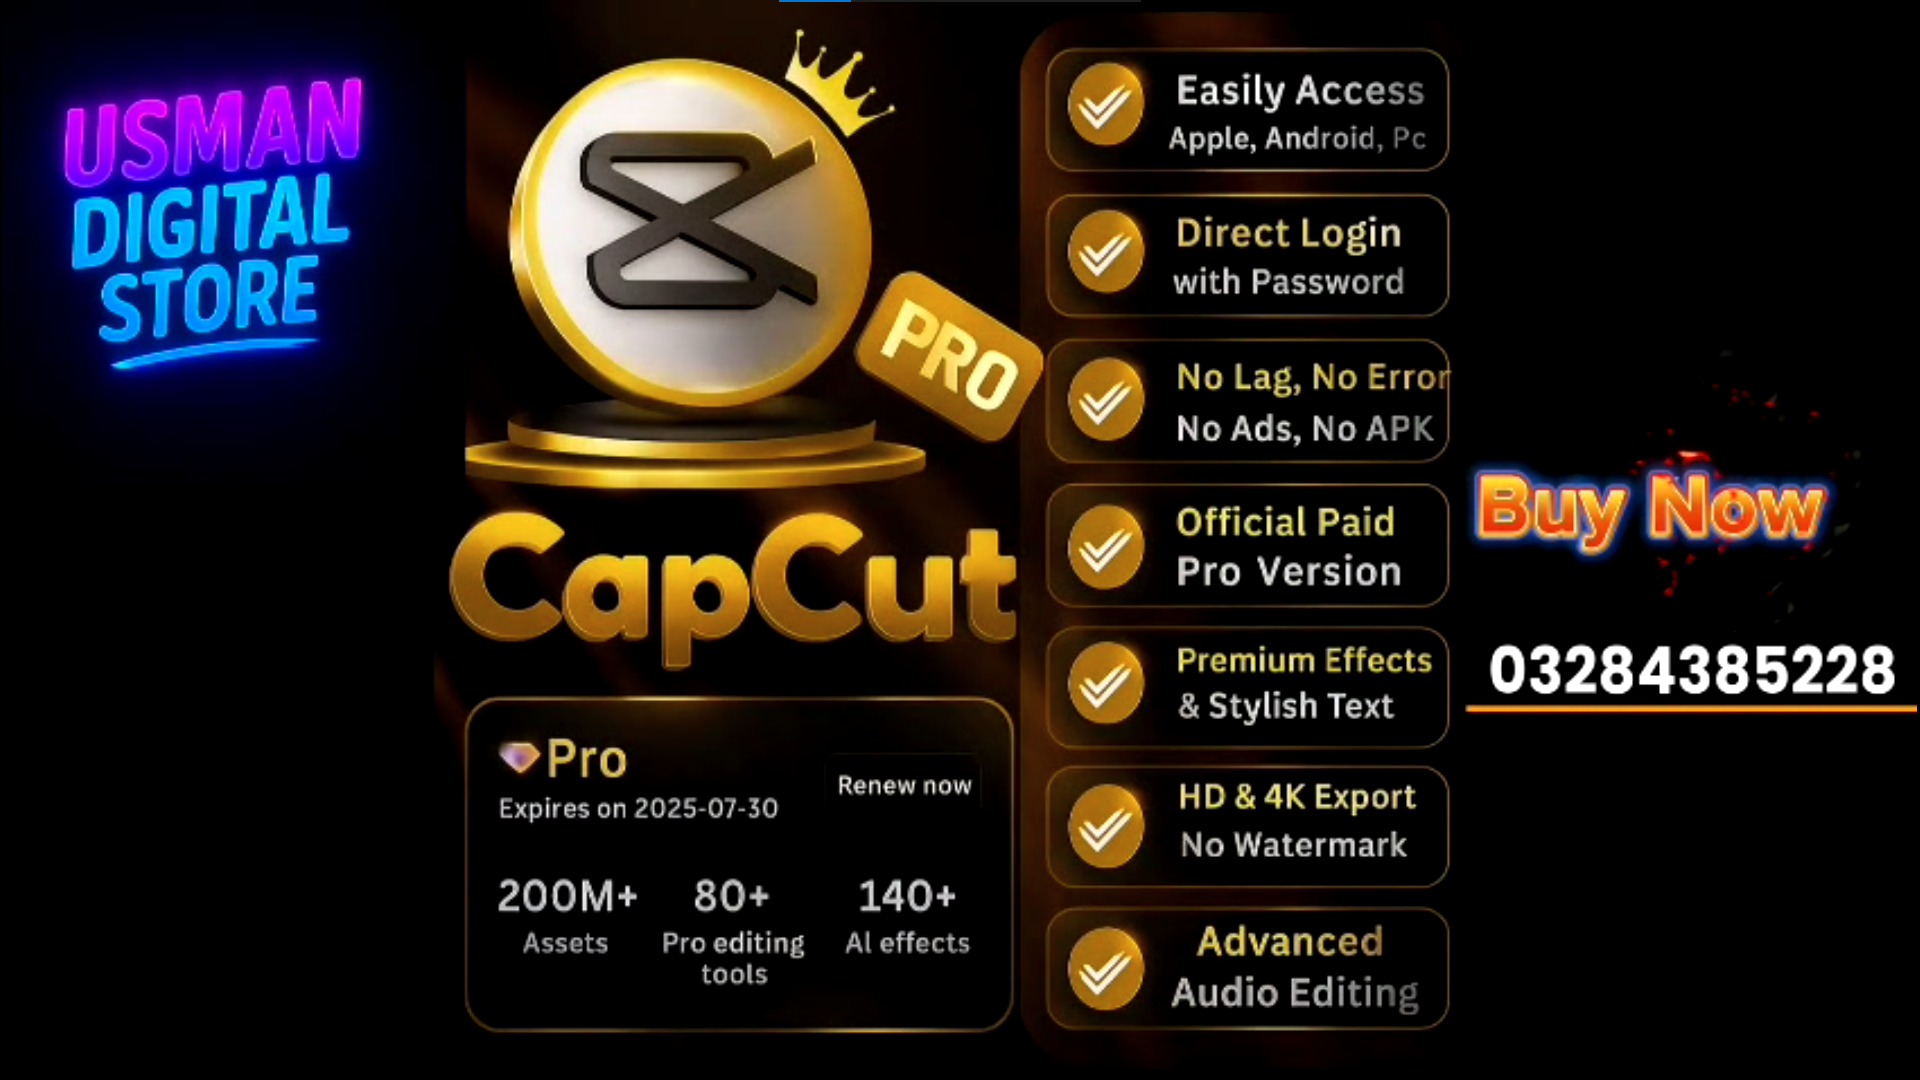 USMAN
DIGITAL
STORE
PRO
CapCut
Pro
Expires on 2025-07-30
Renew now
200M+
Assets
80+
Pro editing
tools
140+
Al effects
Easily Access
Apple, Android, Pc
Direct Login
with Password
No Lag, No Error
No Ads, No APK
Official Paid
Pro Version
Premium Effects
& Stylish Text
HD & 4K Export
No Watermark
Advanced
Audio Editing
Buy Now
03284385228